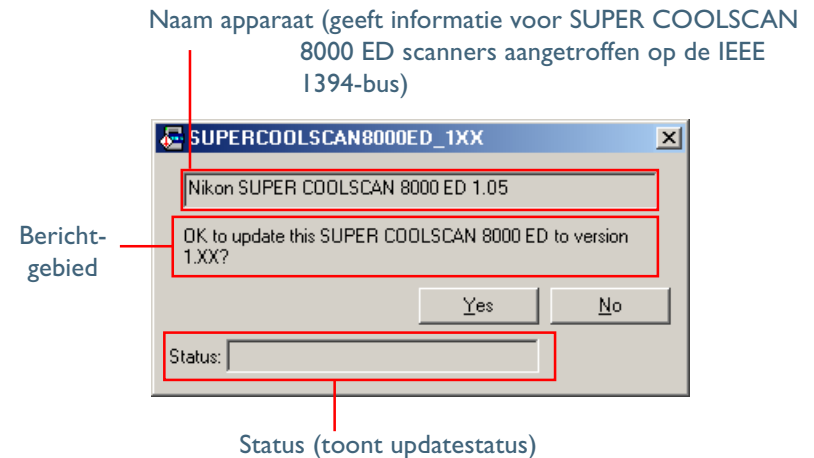 Naam apparaat (geeft informatie voor SUPER COOLSCAN
8000 ED scanners aangetroffen op de IEEE
1394-bus)
SUPERCOOLSCAN8000ED_1XX
Nikon SUPER COOLSCAN 8000 ED 1.05
Bericht-
gebied
OK to update this SUPER COOLSCAN 8000 ED to version
1.XX?
Yes
No
Status:
Status (toont updatestatus)